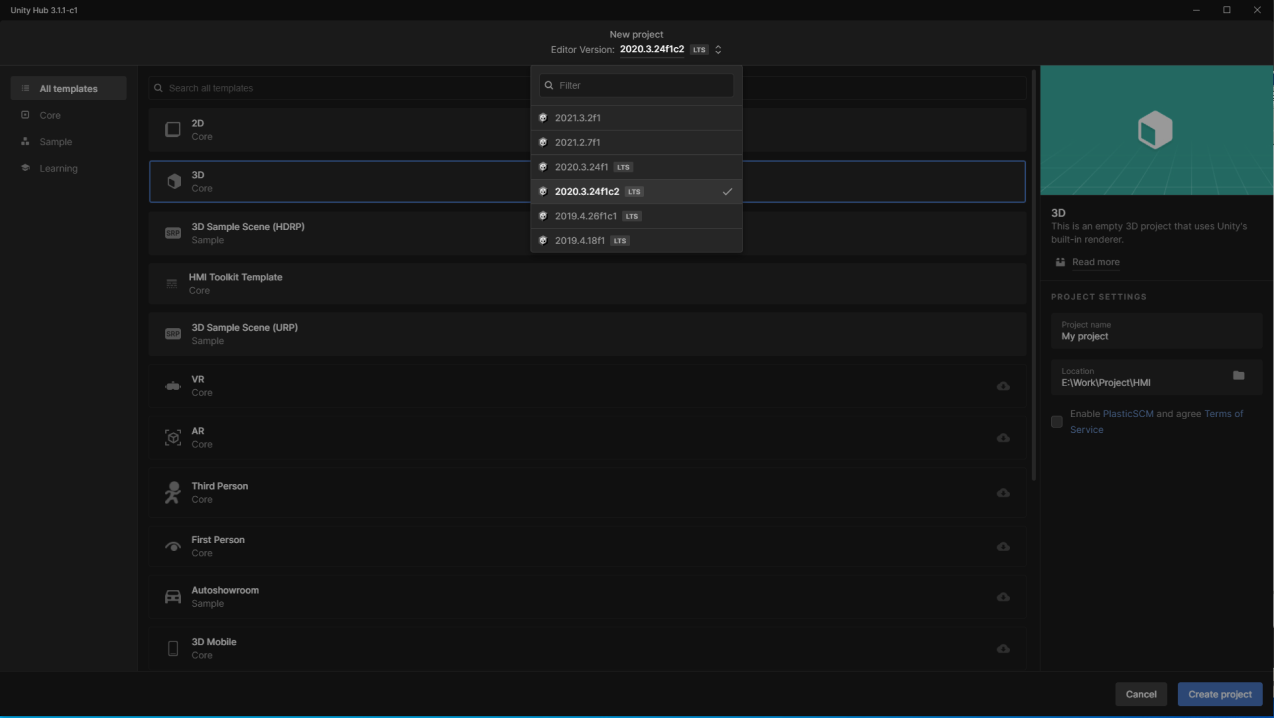 Unity Hub 3.1.1-c1
New project
Editor Version: 2020.3.24f1c2 LTS
All templates
Core
Sample
Learning
Search all templates
2D
Core
3D
Core
3D Sample Scene (HDRP)
SRP
Sample
HMI Toolkit Template
Core
3D Sample Scene (URP)
SRP
Sample
VR
Core
AR
Core
Third Person
Core
First Person
Core
Autoshowroom
Sample
3D Mobile
Core
Filter
2021.3.2f1
2021.2.7f1
2020.3.24f1 LTS
2020.3.24f1c2 LTS
2019.4.26f1c1 LTS
2019.4.18f1 LTS
3D
This is an empty 3D project that uses Unity's
built-in renderer.
Read more
PROJECT SETTINGS
Project name
My project
Location
E:\Work\Project\HMI
Enable PlasticSCM and agree Terms of
Service
Cancel
Create project